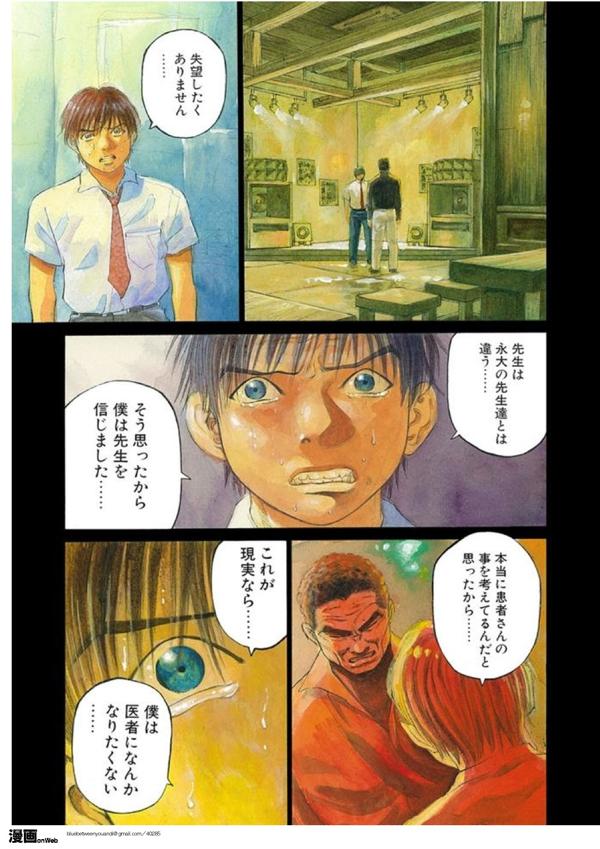 失望したく
ありません
……
先生は
永大の先生達とは
違う……
そう思ったから
僕は先生を
信じました……
本当に患者さんの
事を考えてるんだと
思ったから……
これが
現実なら……
僕は
医者になんか
なりたくない
……
漫画onWeb
bluebetweenyouandi@gmail.com/40285